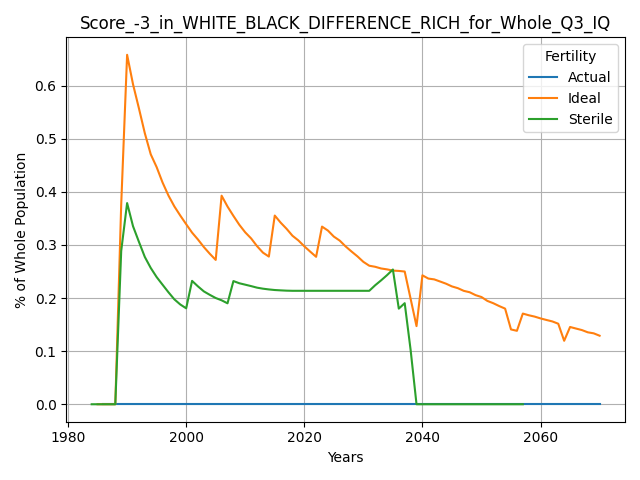 Score_-3_in_WHITE_BLACK_DIFFERENCE_RICH_for_Whole_Q3_IQ
Fertility
Actual
Ideal
Sterile
% of Whole Population
0.6
0.5
0.4
0.3
0.2
0.1
0.0
1980
2000
2020
2040
2060
Years